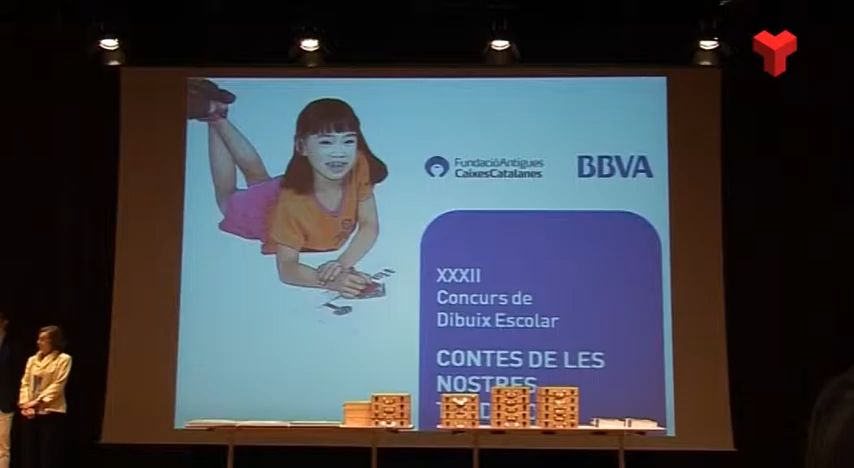 FundacióAntigues
CaixesCatalanes
BBVA
XXXII
Concurs de
Dibuix Escolar
CONTES DE LES
NOSTRES